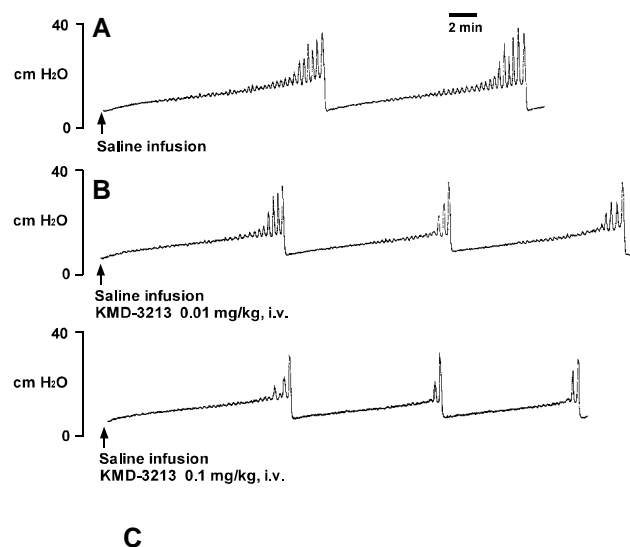 A
40
cm H2O
0
2 min
Saline infusion
B
40
cm H2O
0
Saline infusion
KMD-3213 0.01 mg/kg, i.v.
40
cm H2O
0
Saline infusion
KMD-3213 0.1 mg/kg, i.v.
C